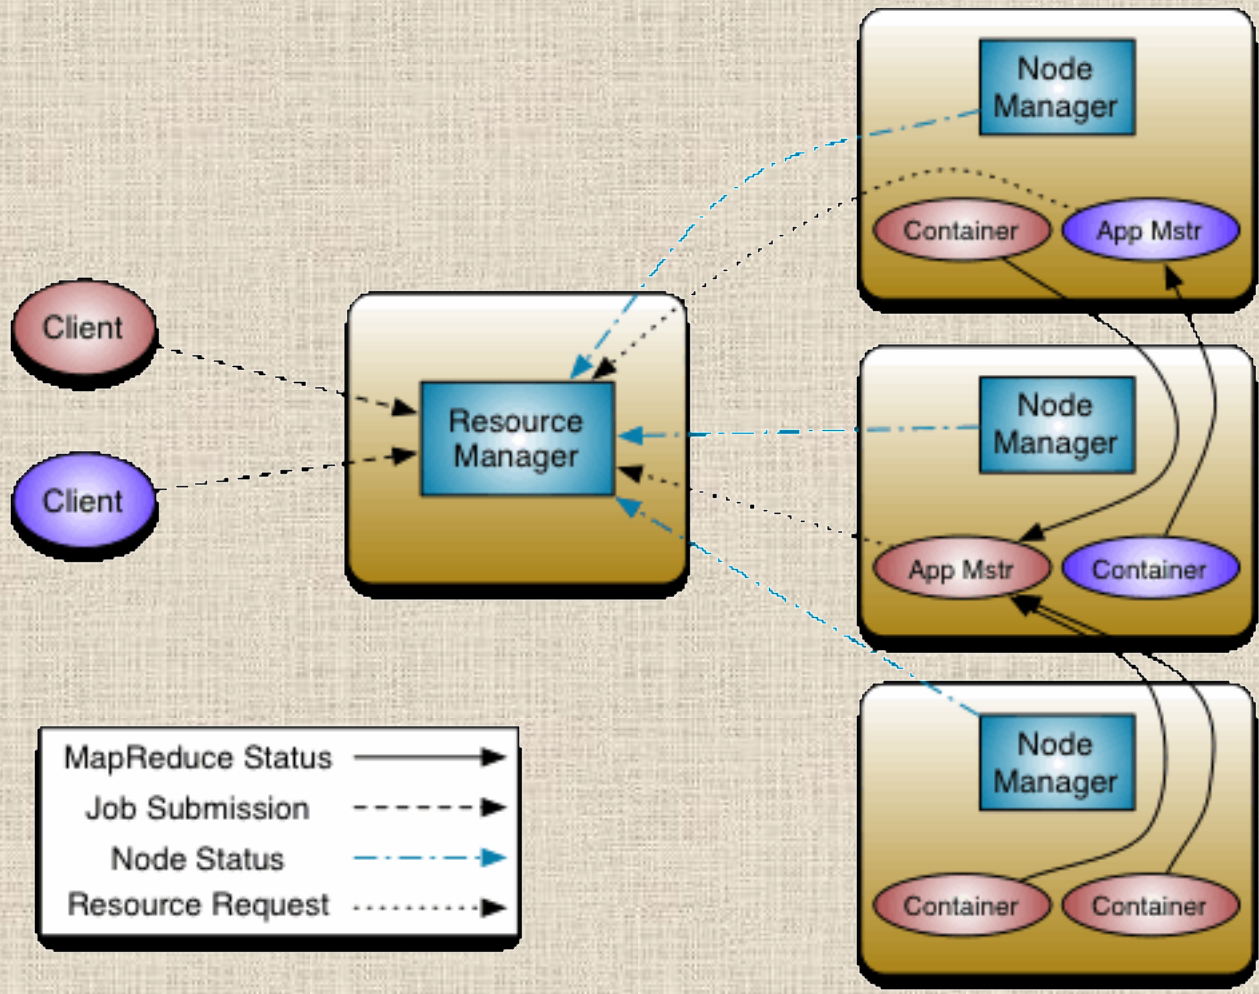 Client
Client
Resource
Manager
Node
Manager
Container
App Mstr
Node
Manager
App Mstr
Container
Node
Manager
Container
Container
MapReduce Status
Job Submission
Node Status
Resource Request